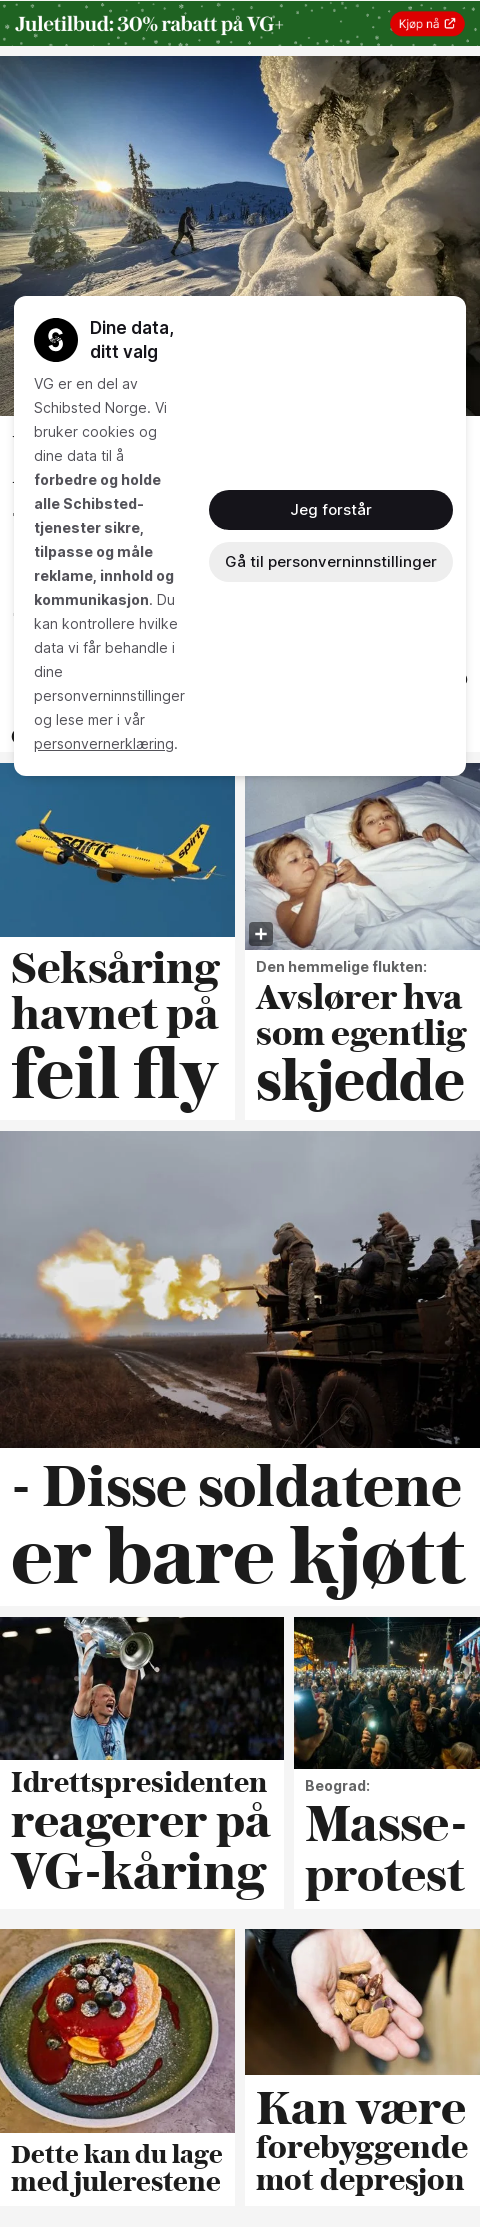 Juletilbud: 30% rabatt på VG+
Kjøp nå
Dine data,
ditt valg
VG er en del av
Schibsted Norge. Vi
bruker cookies og
dine data til å
forbedre og holde
alle Schibsted-
tjenester sikre,
tilpasse og måle
reklame, innhold og
kommunikasjon. Du
kan kontrollere hvilke
data vi får behandle i
dine
personverninnstillinger
og lese mer i vår
personvernerklæring.
Jeg forstår
Gå til personverninnstillinger
spirit
spirit
Seksåring
havnet på
feil fly
Den hemmelige flukten:
Avslører hva
som egentlig
skjedde
- Disse soldatene
er bare kjøtt
Idrettspresidenten
reagerer på
VG-kåring
Beograd:
Masse-
protest
Dette kan du lage
med julerestene
Kan være
forebyggende
mot depresjon